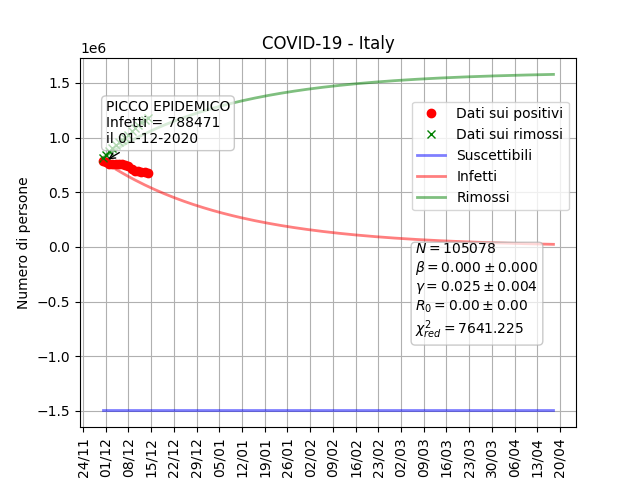 COVID-19 - Italy
1e6
PICCO EPIDEMICO
Infetti = 788471
il 01-12-2020
Dati sui positivi
Dati sui rimossi
Suscettibili
Infetti
Rimossi
N = 105078
β = 0.000 ± 0.000
γ = 0.025 ± 0.004
R₀ = 0.00 ± 0.00
χ²red = 7641.225
Numero di persone
1.5
1.0
0.5
0.0
−0.5
−1.0
−1.5
24/11
01/12
08/12
15/12
22/12
29/12
05/01
12/01
19/01
26/01
02/02
09/02
16/02
23/02
02/03
09/03
16/03
23/03
30/03
06/04
13/04
20/04